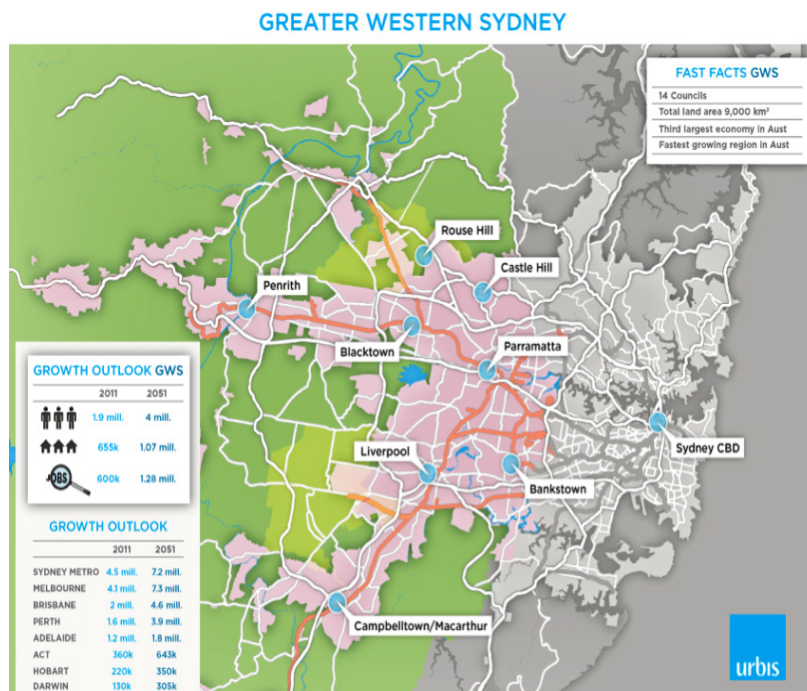 GREATER WESTERN SYDNEY
FAST FACTS GWS
14 Councils
Total land area 9,000 km²
Third largest economy in Aust
Fastest growing region in Aust
Rouse Hill
Castle Hill
Penrith
Blacktown
Parramatta
Sydney CBD
Liverpool
Bankstown
Campbelltown/Macarthur
GROWTH OUTLOOK GWS
2011 2051
1.9 mill. 4 mill.
655k 1.07 mill.
JOBS 600k 1.28 mill.
GROWTH OUTLOOK
2011 2051
SYDNEY METRO 4.5 mill. 7.2 mill.
MELBOURNE 4.1 mill. 7.3 mill.
BRISBANE 2 mill. 4.6 mill.
PERTH 1.6 mill. 3.9 mill.
ADELAIDE 1.2 mill. 1.8 mill.
ACT 360k 643k
HOBART 220k 350k
DARWIN 130k 305k
urbis